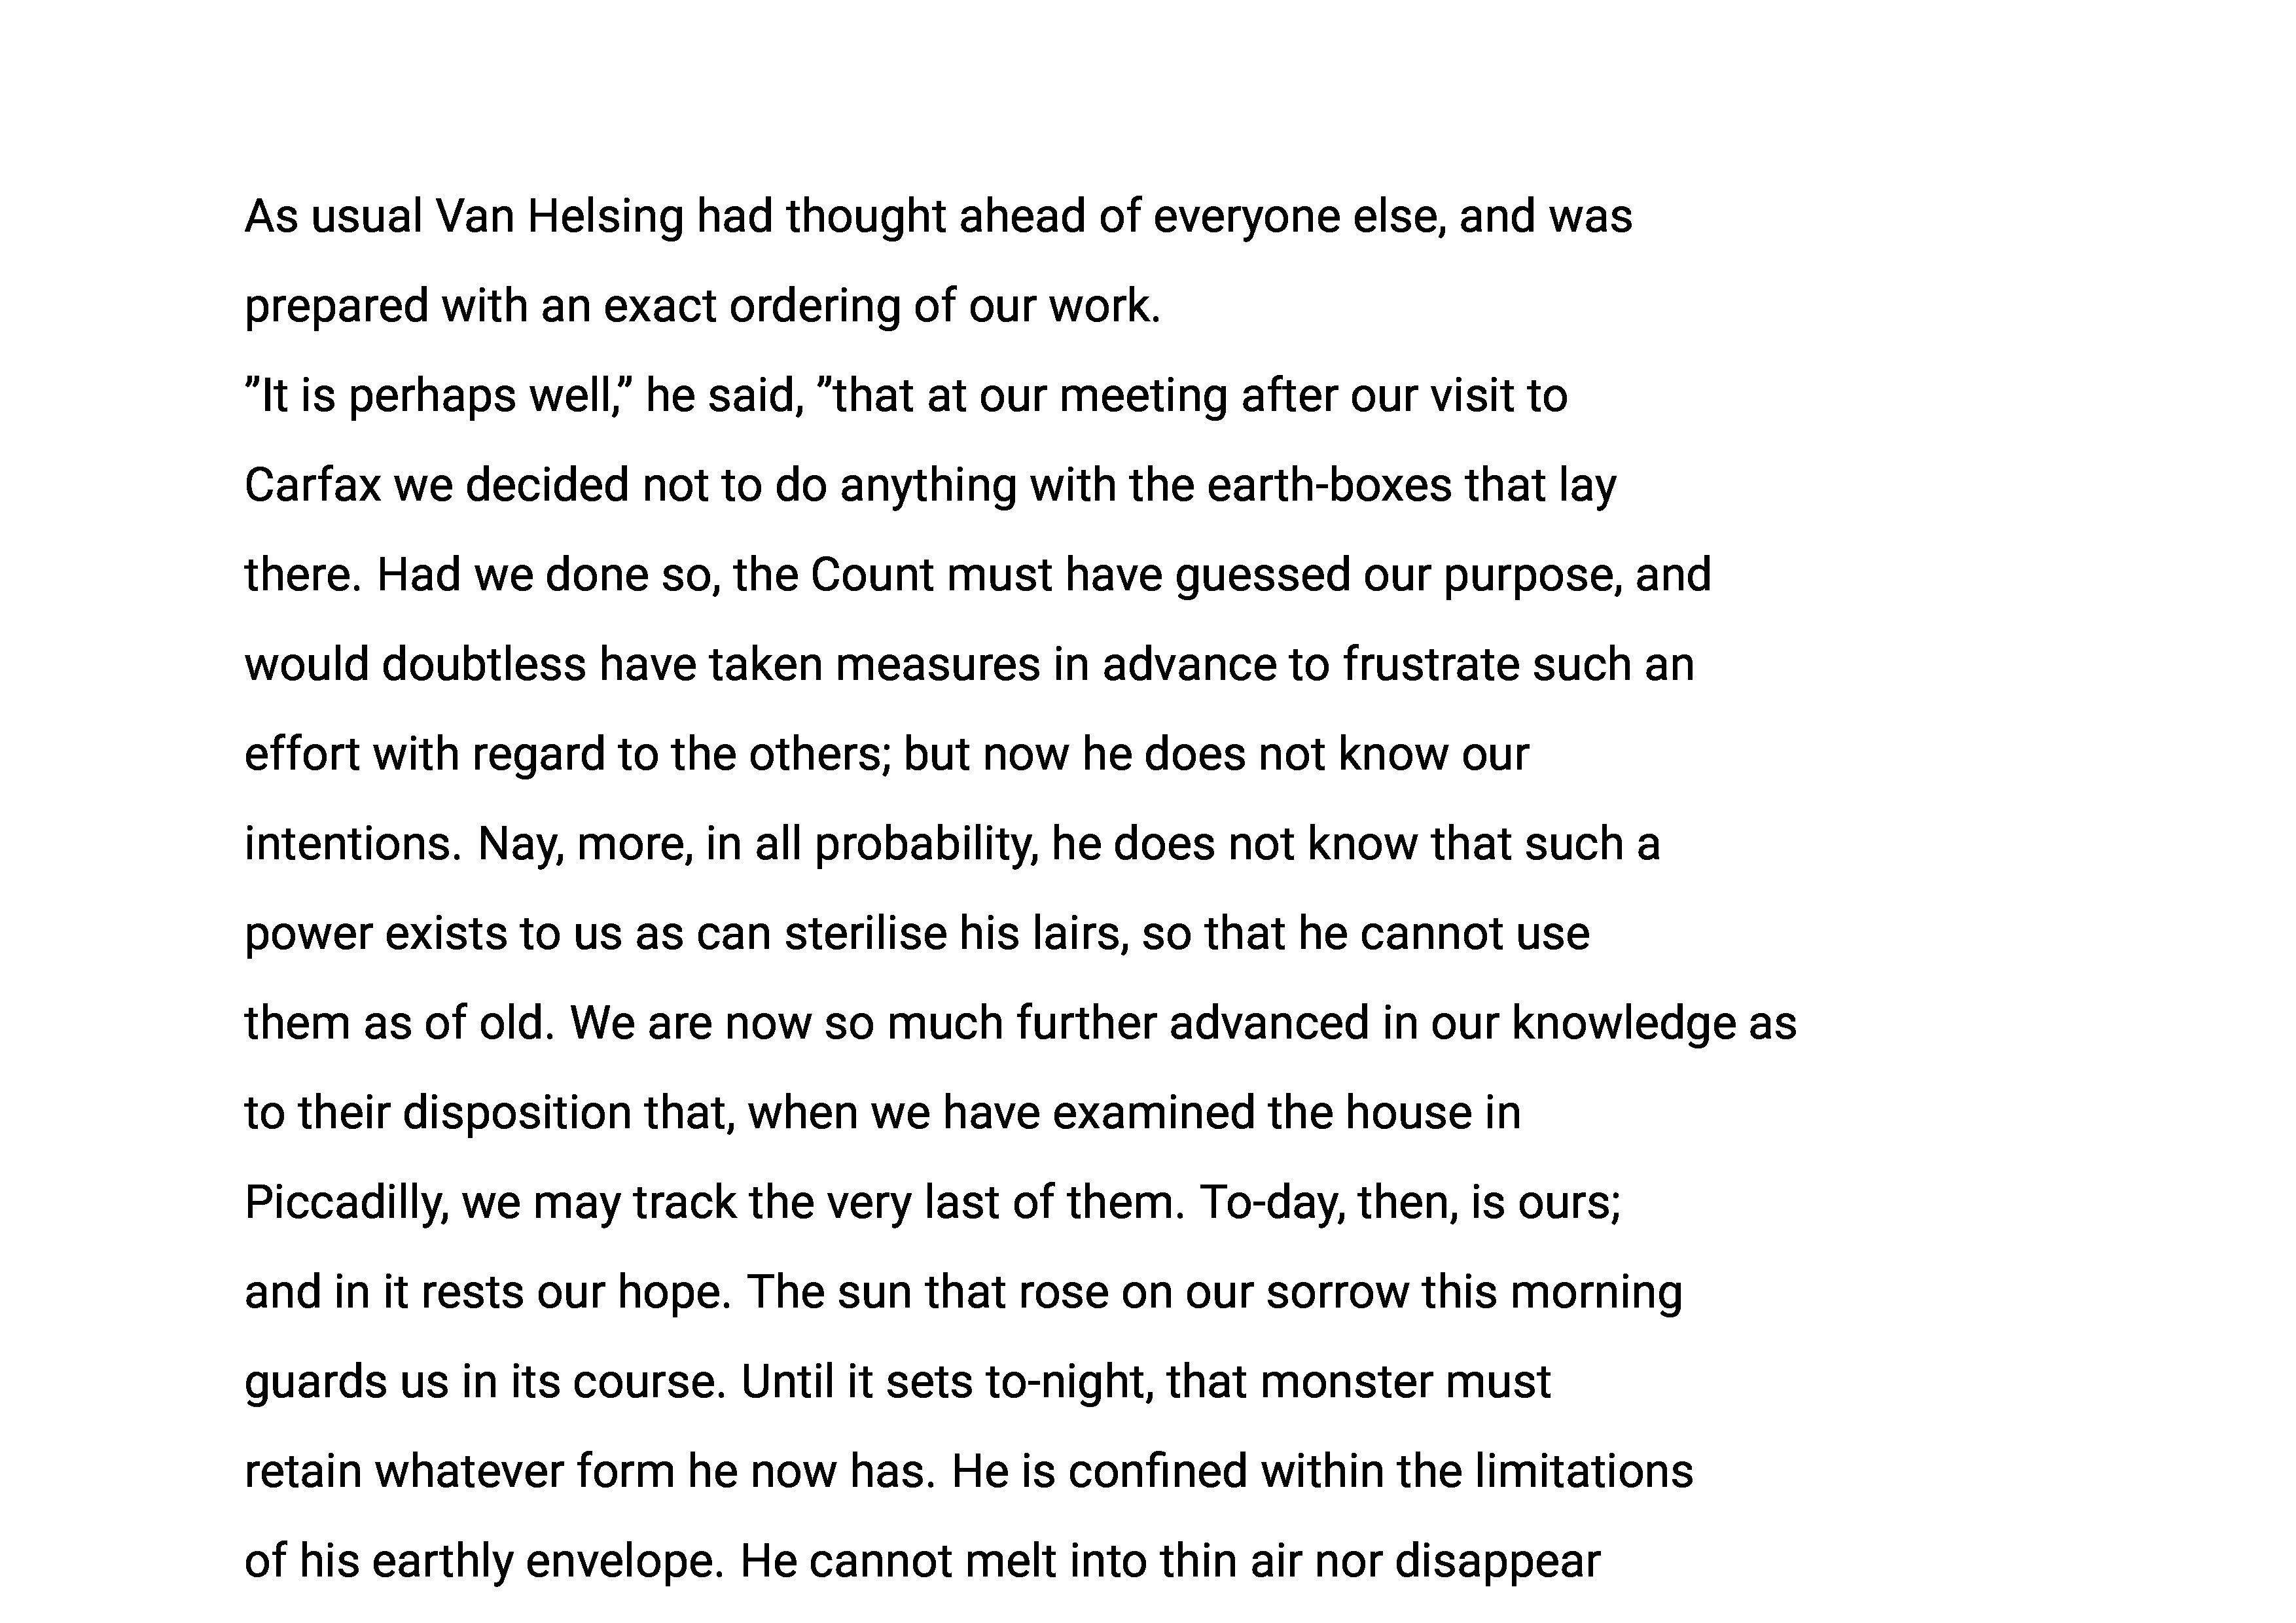 As usual Van Helsing had thought ahead of everyone else, and was
prepared with an exact ordering of our work.
”It is perhaps well,” he said, ”that at our meeting after our visit to
Carfax we decided not to do anything with the earth-boxes that lay
there. Had we done so, the Count must have guessed our purpose, and
would doubtless have taken measures in advance to frustrate such an
effort with regard to the others; but now he does not know our
intentions. Nay, more, in all probability, he does not know that such a
power exists to us as can sterilise his lairs, so that he cannot use
them as of old. We are now so much further advanced in our knowledge as
to their disposition that, when we have examined the house in
Piccadilly, we may track the very last of them. To-day, then, is ours;
and in it rests our hope. The sun that rose on our sorrow this morning
guards us in its course. Until it sets to-night, that monster must
retain whatever form he now has. He is confined within the limitations
of his earthly envelope. He cannot melt into thin air nor disappear